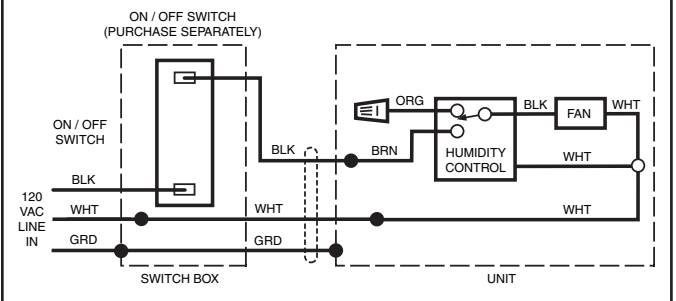 ON / OFF SWITCH
(PURCHASE SEPARATELY)
ON / OFF
SWITCH
120
VAC
LINE
IN
BLK
WHT
GRD
BLK
WHT
GRD
SWITCH BOX
ORG
BRN
HUMIDITY
CONTROL
BLK
FAN
WHT
WHT
WHT
UNIT